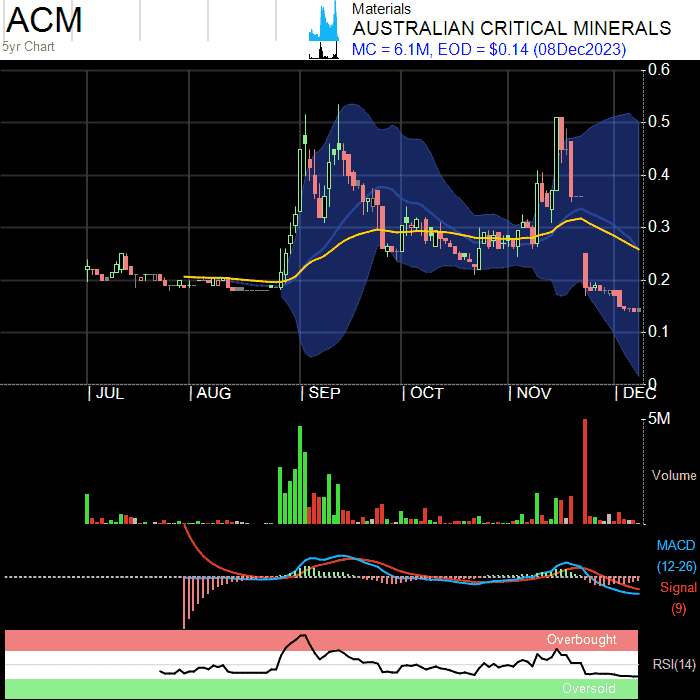 ACM
5yr Chart
Materials
AUSTRALIAN CRITICAL MINERALS
MC = 6.1M, EOD = $0.14 (08Dec2023)
0.6
0.5
0.4
0.3
0.2
0.1
0
JUL AUG SEP OCT NOV DEC
5M
Volume
MACD
(12-26)
Signal
(9)
Overbought
RSI(14)
Oversold